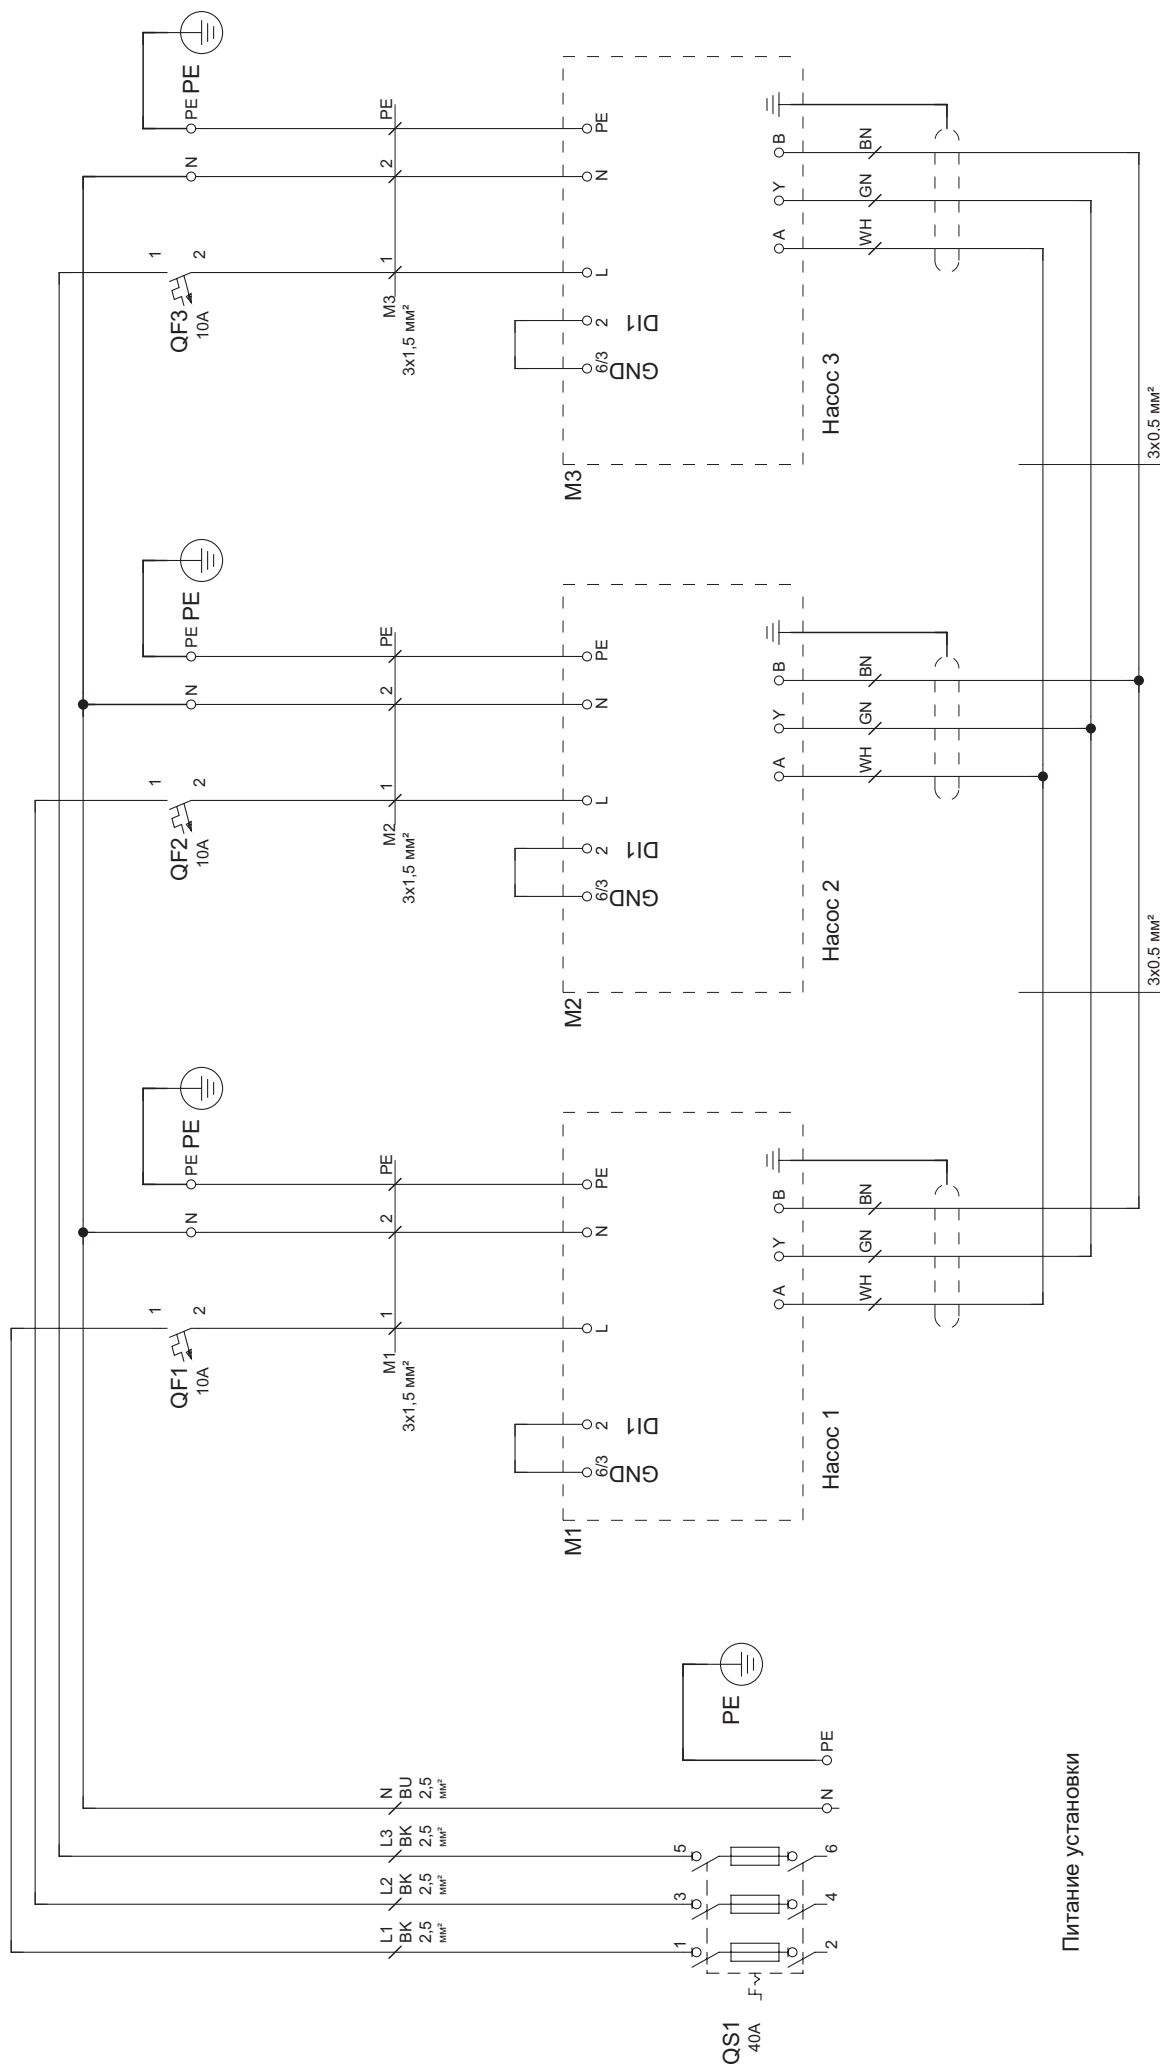 QS1
40A
1
3
5
2
4
6
L1
BK
2,5
мм²
L2
BK
2,5
мм²
L3
BK
2,5
мм²
N
BU
2,5
мм²
N
PE
PE
Питание установки
QF1
10A
1
2
N
PE
PE
M1
3x1,5 мм²
1
2
PE
M1
6/3
GND
2
DI1
L
N
PE
A
Y
B
Насос 1
WH
GN
BN
QF2
10A
1
2
N
PE
PE
M2
3x1,5 мм²
1
2
PE
M2
6/3
GND
2
DI1
L
N
PE
A
Y
B
Насос 2
WH
GN
BN
3x0,5 мм²
QF3
10A
1
2
N
PE
PE
M3
3x1,5 мм²
1
2
PE
M3
6/3
GND
2
DI1
L
N
PE
A
Y
B
Насос 3
WH
GN
BN
3x0,5 мм²